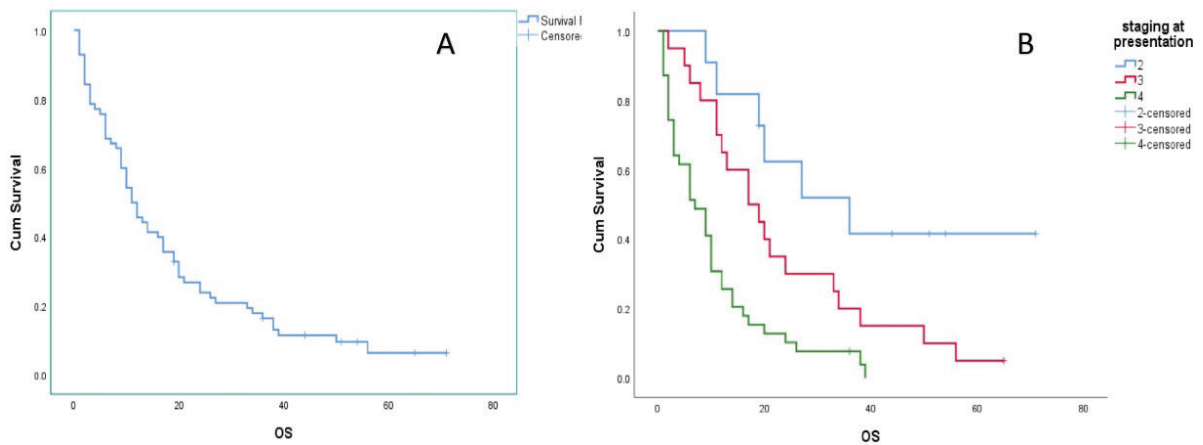 A
Survival F
Censored
1.0
0.8
0.6
0.4
0.2
0.0
Cum Survival
0 20 40 60 80
OS
B
staging at
presentation
2
3
4
2-censored
3-censored
4-censored
1.0
0.8
0.6
0.4
0.2
0.0
Cum Survival
0 20 40 60 80
OS